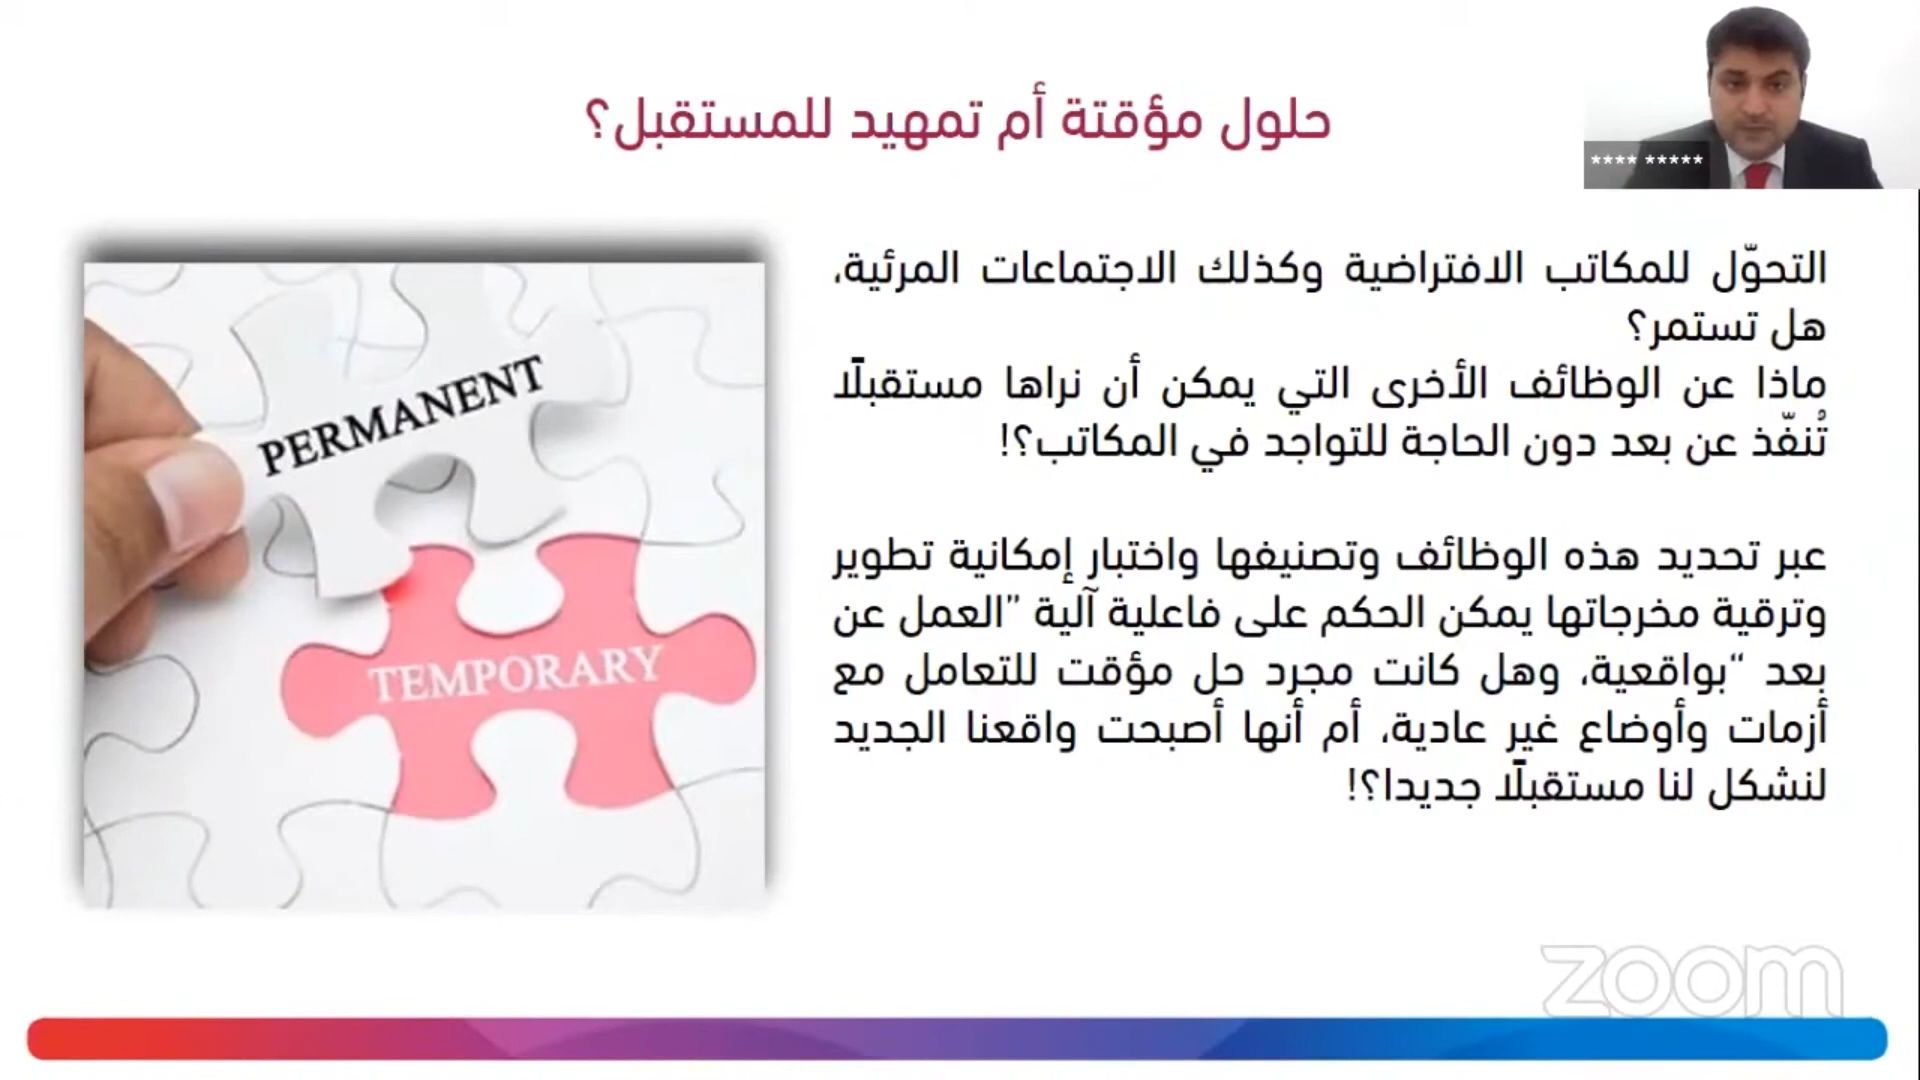 حلول مؤقتة أم تمهيد للمستقبل؟
**** *****
التحوّل للمكاتب الافتراضية وكذلك الاجتماعات المرئية،
هل تستمر؟
ماذا عن الوظائف الأخرى التي يمكن أن نراها مستقبلًا
تُنفّذ عن بعد دون الحاجة للتواجد في المكاتب؟!
عبر تحديد هذه الوظائف وتصنيفها واختبار إمكانية تطوير
وترقية مخرجاتها يمكن الحكم على فاعلية آلية "العمل عن
بعد "بواقعية، وهل كانت مجرد حل مؤقت للتعامل مع
أزمات وأوضاع غير عادية، أم أنها أصبحت واقعنا الجديد
لنشكل لنا مستقبلًا جديدا؟!
PERMANENT
TEMPORARY
zoom